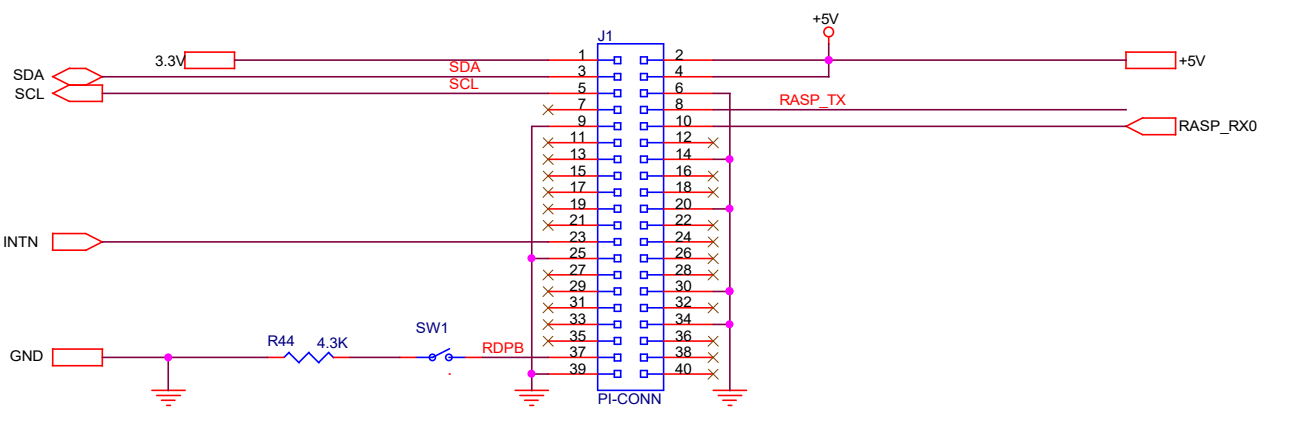 +5V
J1
3.3V
1
2
+5V
SDA
SDA
3
4
SCL
SCL
5
6
7
8
RASP_TX
9
10
RASP_RX0
11
12
13
14
15
16
17
18
19
20
21
22
INTN
23
24
25
26
27
28
29
30
31
32
33
34
35
36
GND
R44
4.3K
SW1
RDPB
37
38
39
40
PI-CONN